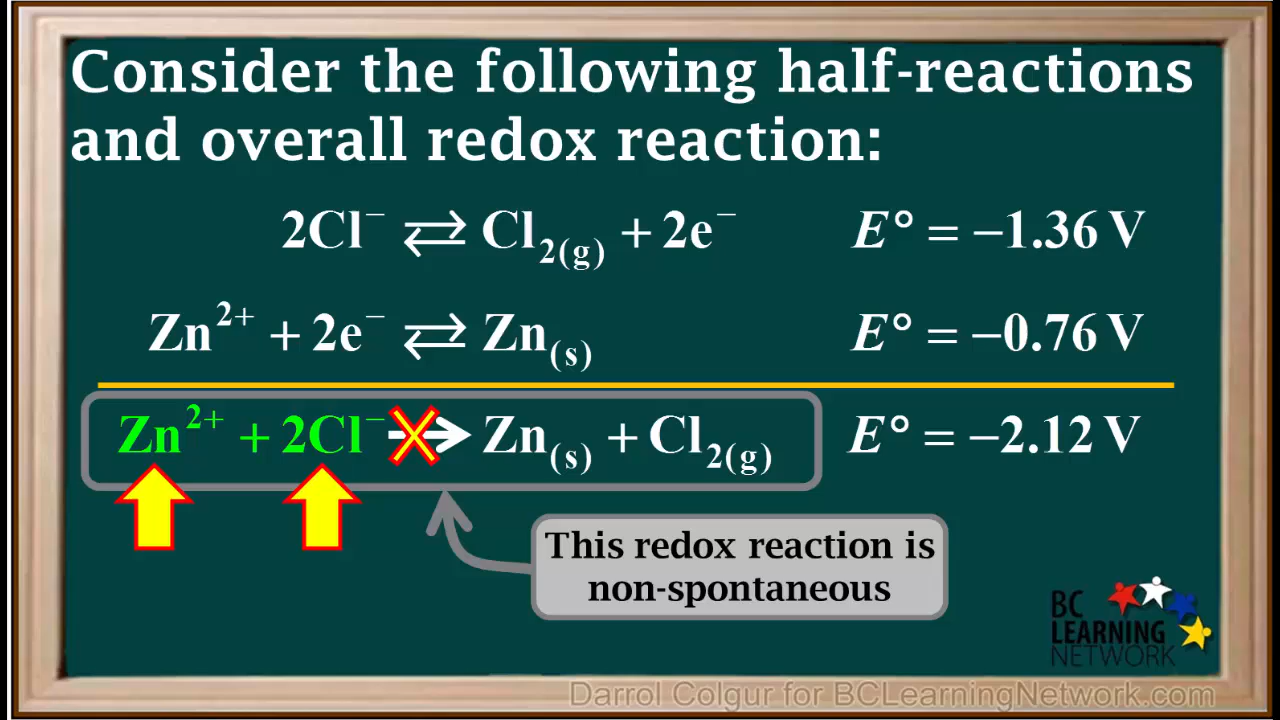 Consider the following half-reactions
and overall redox reaction:
2Cl⁻ ⇄ Cl₂₍g₎ + 2e⁻ E° = −1.36 V
Zn²⁺ + 2e⁻ ⇄ Zn₍s₎ E° = −0.76 V
Zn²⁺ + 2Cl⁻ → Zn₍s₎ + Cl₂₍g₎ E° = −2.12 V
This redox reaction is
non-spontaneous
BC
LEARNING
NETWORK
Darrol Colgur for BCLearningNetwork.com